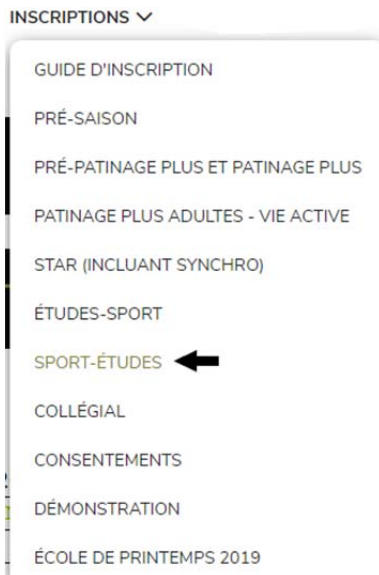 INSCRIPTIONS
GUIDE D'INSCRIPTION
PRÉ-SAISON
PRÉ-PATINAGE PLUS ET PATINAGE PLUS
PATINAGE PLUS ADULTES - VIE ACTIVE
STAR (INCLUANT SYNCHRO)
ÉTUDES-SPORT
SPORT-ÉTUDES
COLLÉGIAL
CONSENTEMENTS
DÉMONSTRATION
ÉCOLE DE PRINTEMPS 2019